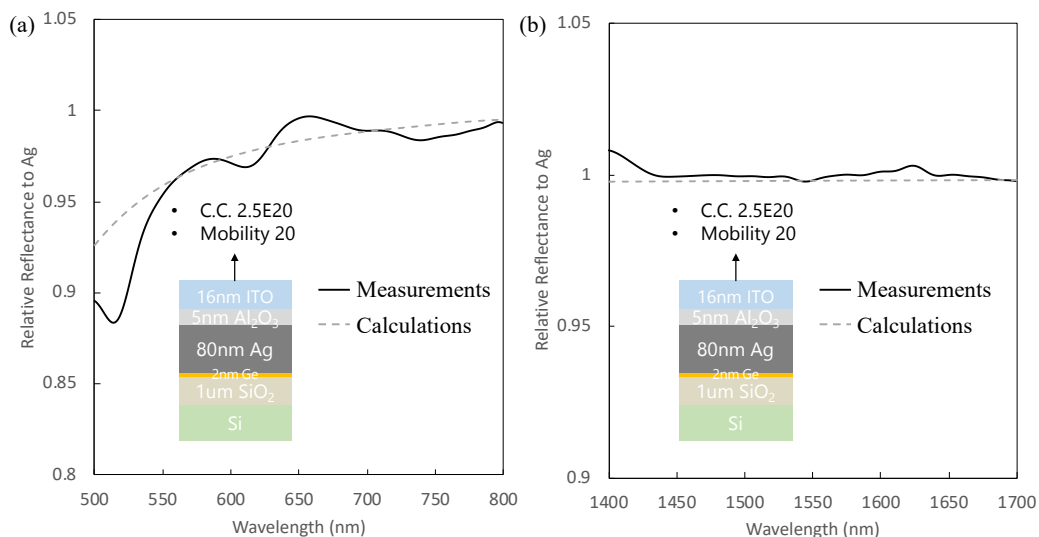 (a)
1.05
1
0.95
0.9
0.85
0.8
Relative Reflectance to Ag
• C.C. 2.5E20
• Mobility 20
16nm ITO
5nm Al₂O₃
80nm Ag
2nm Ge
1um SiO₂
Si
Measurements
Calculations
500 550 600 650 700 750 800
Wavelength (nm)
(b)
1.05
1
0.95
0.9
Relative Reflectance to Ag
• C.C. 2.5E20
• Mobility 20
16nm ITO
5nm Al₂O₃
80nm Ag
2nm Ge
1um SiO₂
Si
Measurements
Calculations
1400 1450 1500 1550 1600 1650 1700
Wavelength (nm)